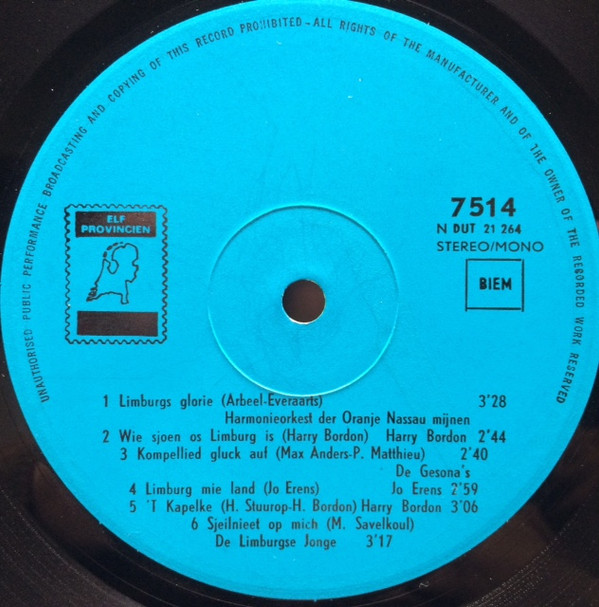 UNAUTHORISED PUBLIC PERFORMANCE BROADCASTING AND COPYING OF THIS RECORD PROHIBITED - ALL RIGHTS OF THE MANUFACTURER AND OF THE OWNER OF THE RECORDED WORK RESERVED
ELF
PROVINCIEN
7514
N DUT 21 264
STEREO/MONO
BIEM
1 Limburgs glorie (Arbeel-Everaarts) 3'28
Harmonieorkest der Oranje Nassau mijnen
2 Wie sjoen os Limburg is (Harry Bordon) Harry Bordon 2'44
3 Kompellied gluck auf (Max Anders-P. Matthieu) 2'40
De Gesona's
4 Limburg mie land (Jo Erens) Jo Erens 2'59
5 'T Kapelke (H. Stuurop-H. Bordon) Harry Bordon 3'06
6 Sjeilnieet op mich (M. Savelkoul)
De Limburgse Jonge 3'17